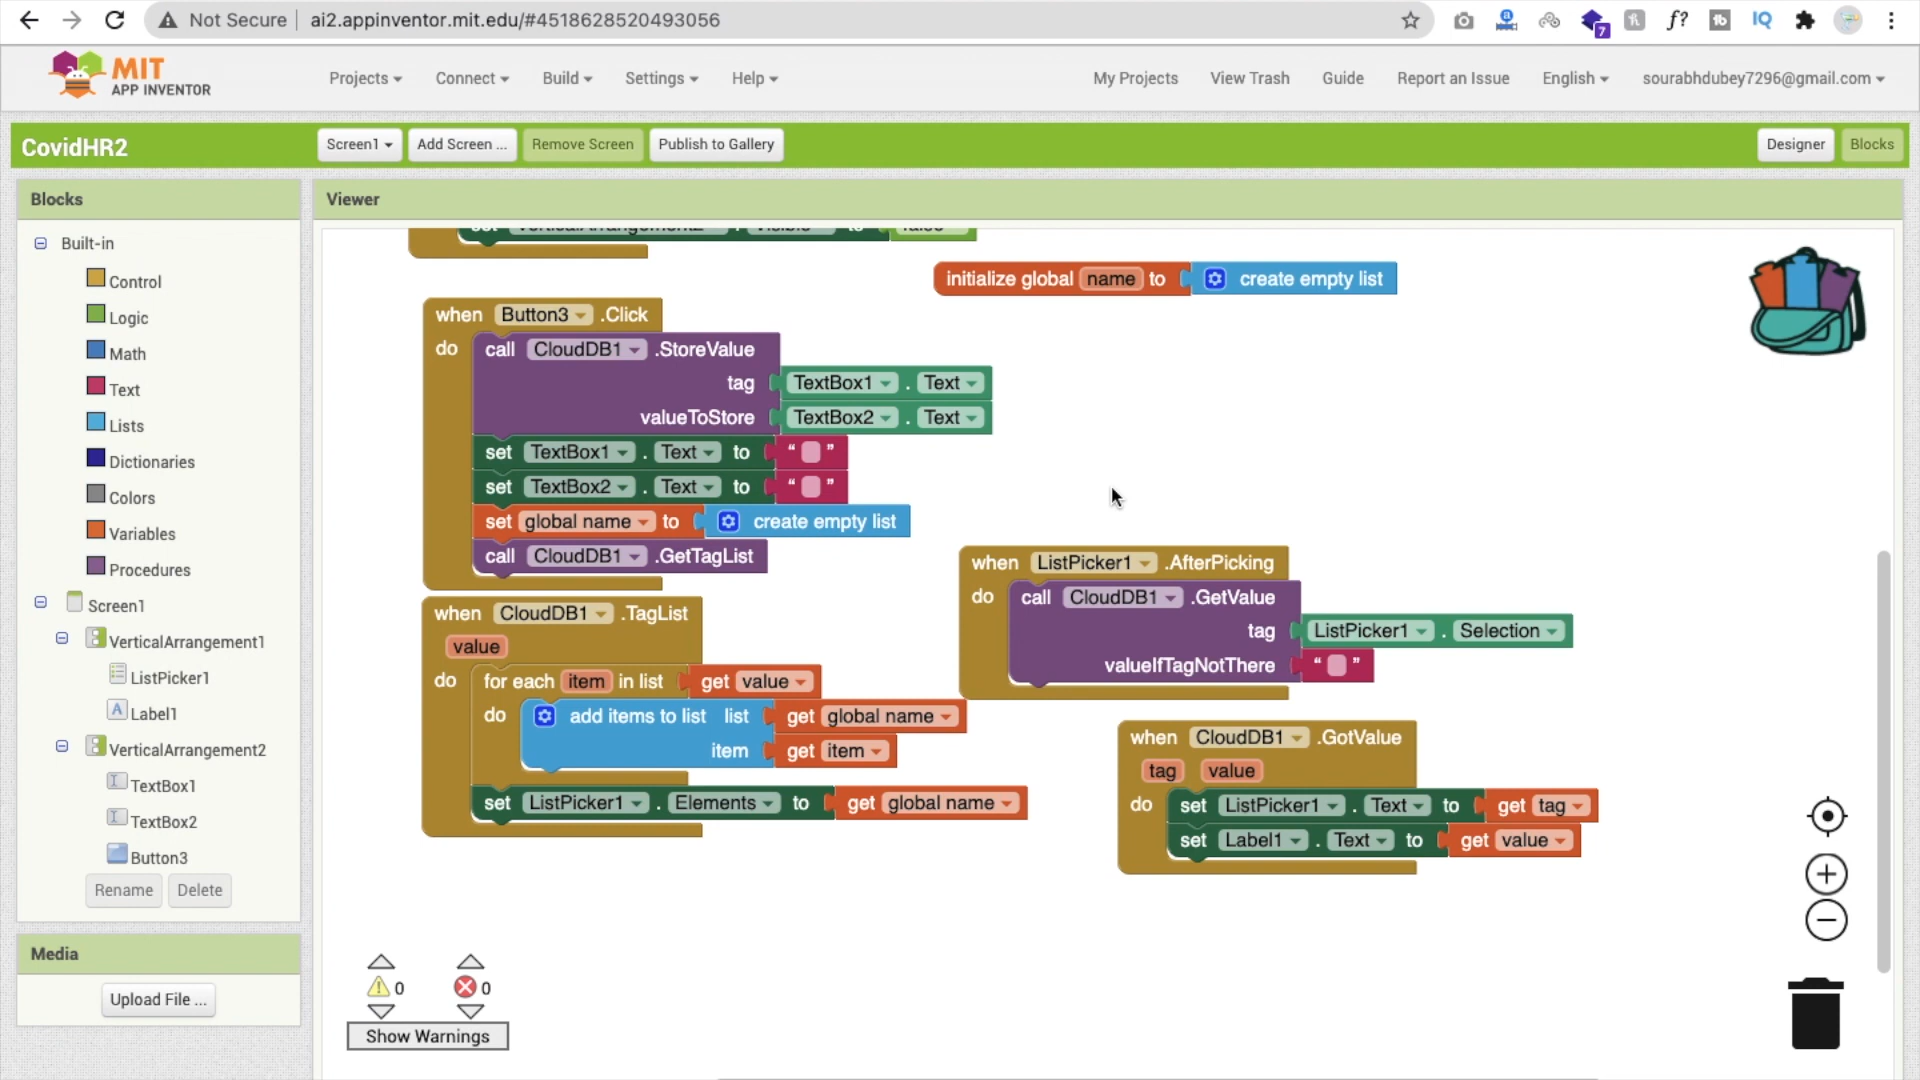 Not Secure
ai2.appinventor.mit.edu/#4518628520493056
7
f?
IQ
MIT
APP INVENTOR
Projects
Connect
Build
Settings
Help
My Projects
View Trash
Guide
Report an Issue
English
sourabhdubey7296@gmail.com
CovidHR2
Screen1
Add Screen ...
Remove Screen
Publish to Gallery
Designer
Blocks
Blocks
Viewer
Built-in
Control
Logic
Math
Text
Lists
Dictionaries
Colors
Variables
Procedures
Screen1
VerticalArrangement1
ListPicker1
A Label1
VerticalArrangement2
TextBox1
TextBox2
Button3
Rename
Delete
Media
Upload File ...
initialize global name to create empty list
when Button3 .Click
do call CloudDB1 .StoreValue
tag TextBox1 . Text
valueToStore TextBox2 . Text
set TextBox1 . Text to “ ”
set TextBox2 . Text to “ ”
set global name to create empty list
call CloudDB1 .GetTagList
when CloudDB1 .TagList
value
do for each item in list get value
do add items to list list get global name
item get item
set ListPicker1 . Elements to get global name
when ListPicker1 .AfterPicking
do call CloudDB1 .GetValue
tag ListPicker1 . Selection
valueIfTagNotThere “ ”
when CloudDB1 .GotValue
tag value
do set ListPicker1 . Text to get tag
set Label1 . Text to get value
0
0
Show Warnings